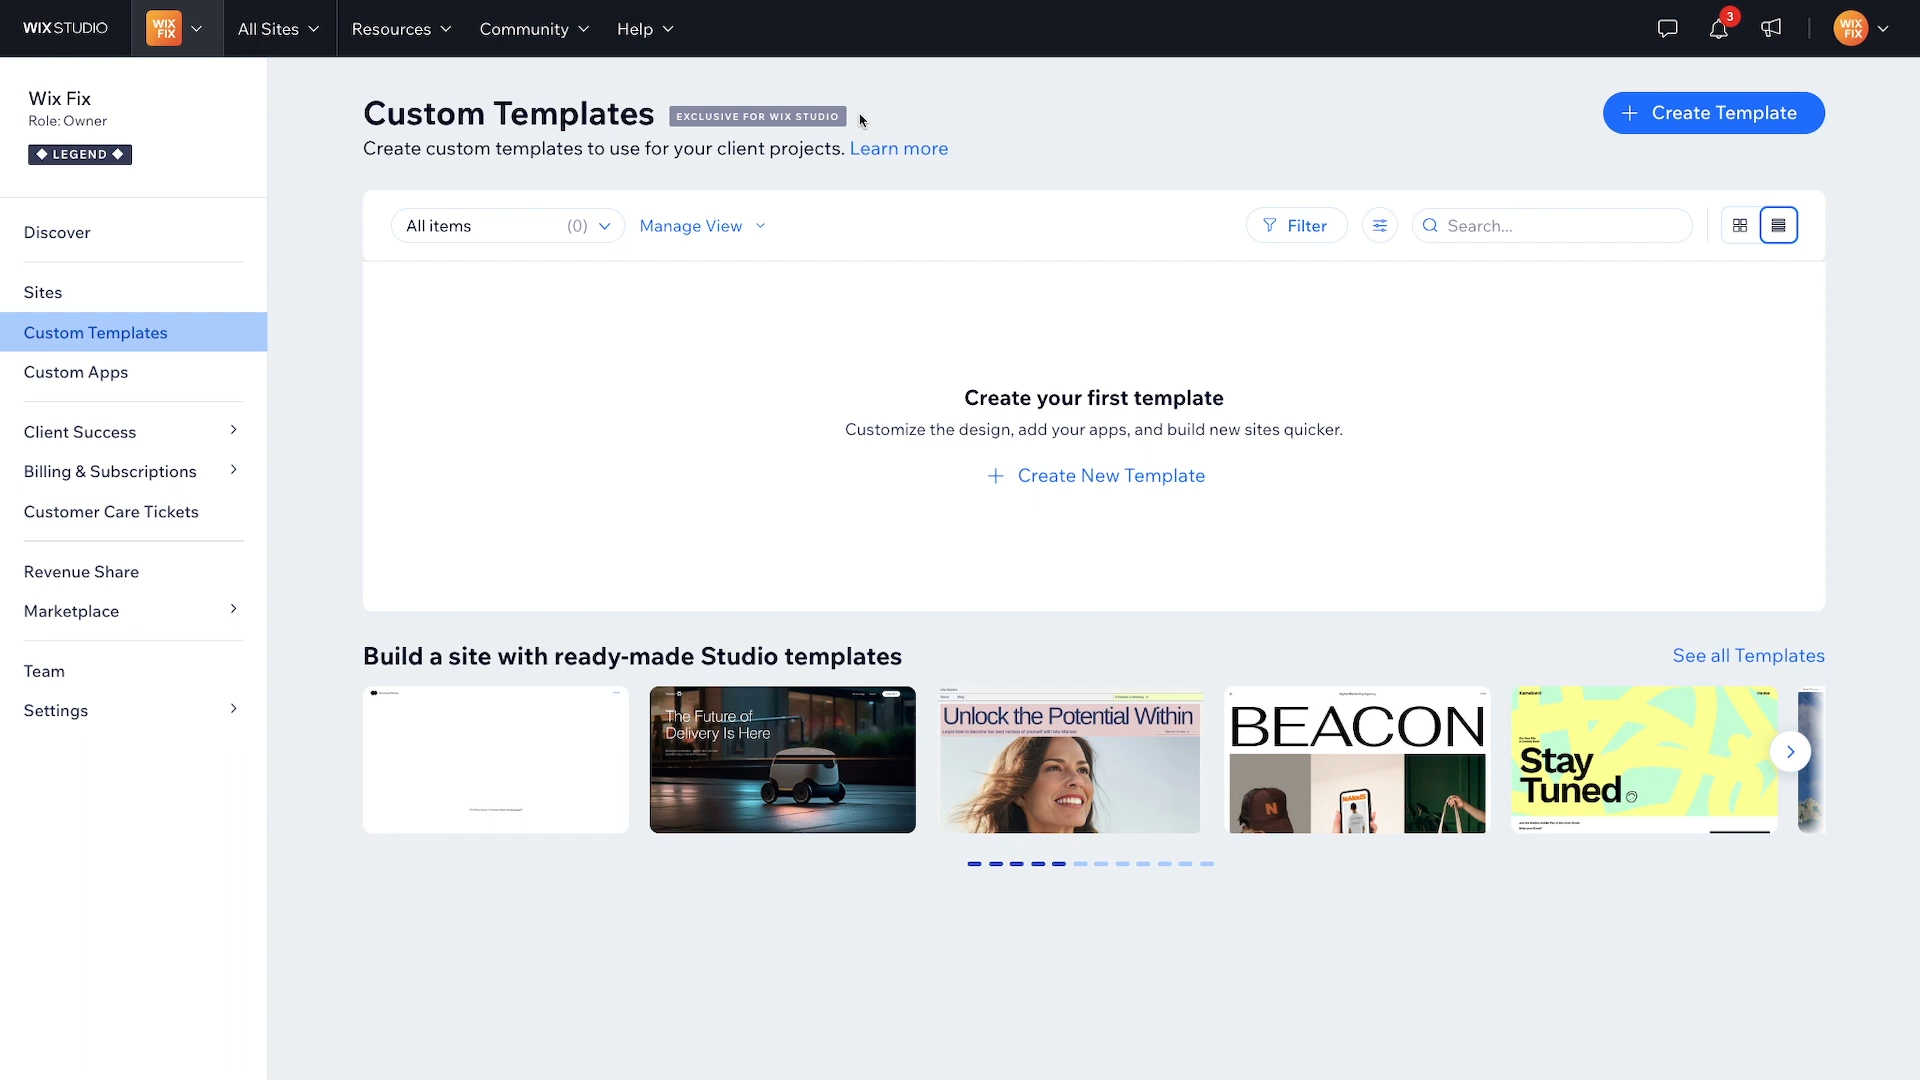 WIX STUDIO
WIX FIX
All Sites
Resources
Community
Help
3
WIX FIX
Wix Fix
Role: Owner
LEGEND
Discover
Sites
Custom Templates
Custom Apps
Client Success
Billing & Subscriptions
Customer Care Tickets
Revenue Share
Marketplace
Team
Settings
Custom Templates
EXCLUSIVE FOR WIX STUDIO
Create custom templates to use for your client projects. Learn more
+ Create Template
All items (0)
Manage View
Filter
Search...
Create your first template
Customize the design, add your apps, and build new sites quicker.
+ Create New Template
Build a site with ready-made Studio templates
See all Templates
The Future of
Delivery Is Here
Unlock the Potential Within
Digital Marketing Agency
BEACON
N
NoMads
Stay
Tuned